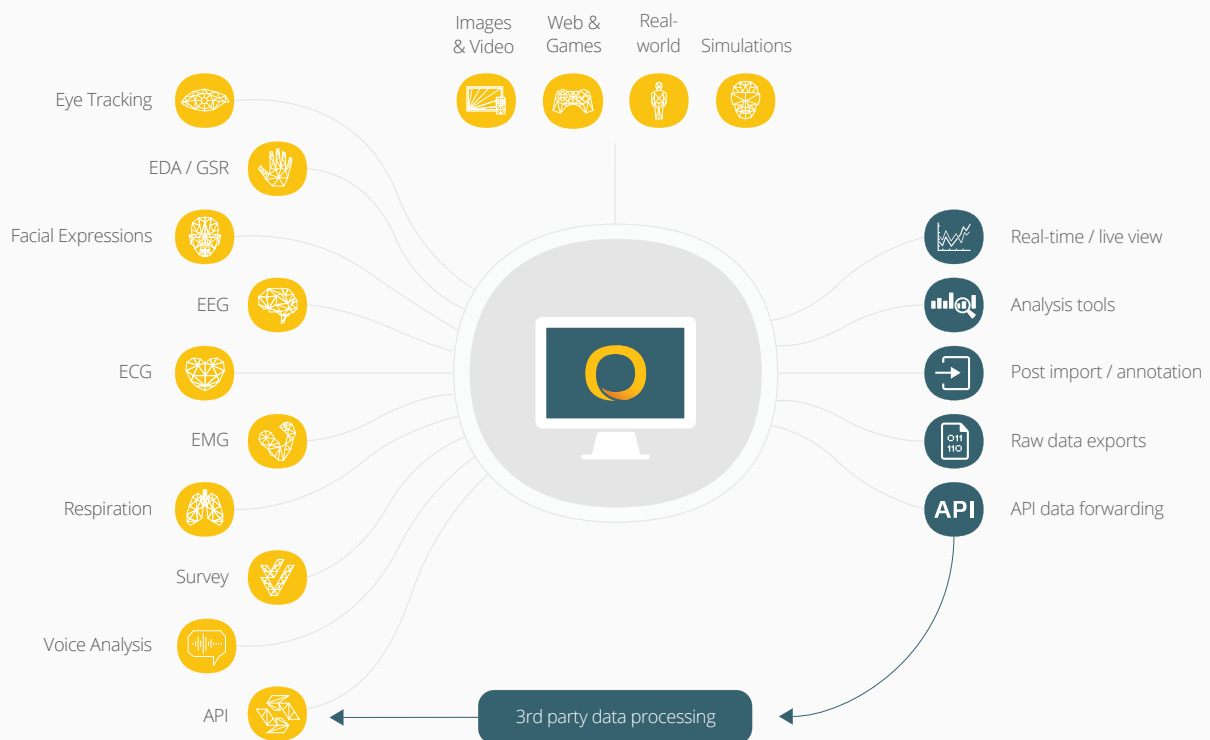 Images
& Video
Web &
Games
Real-
world
Simulations
Eye Tracking
EDA / GSR
Facial Expressions
EEG
ECG
EMG
Respiration
Survey
Voice Analysis
API
Real-time / live view
Analysis tools
Post import / annotation
011
110
Raw data exports
API
API data forwarding
3rd party data processing